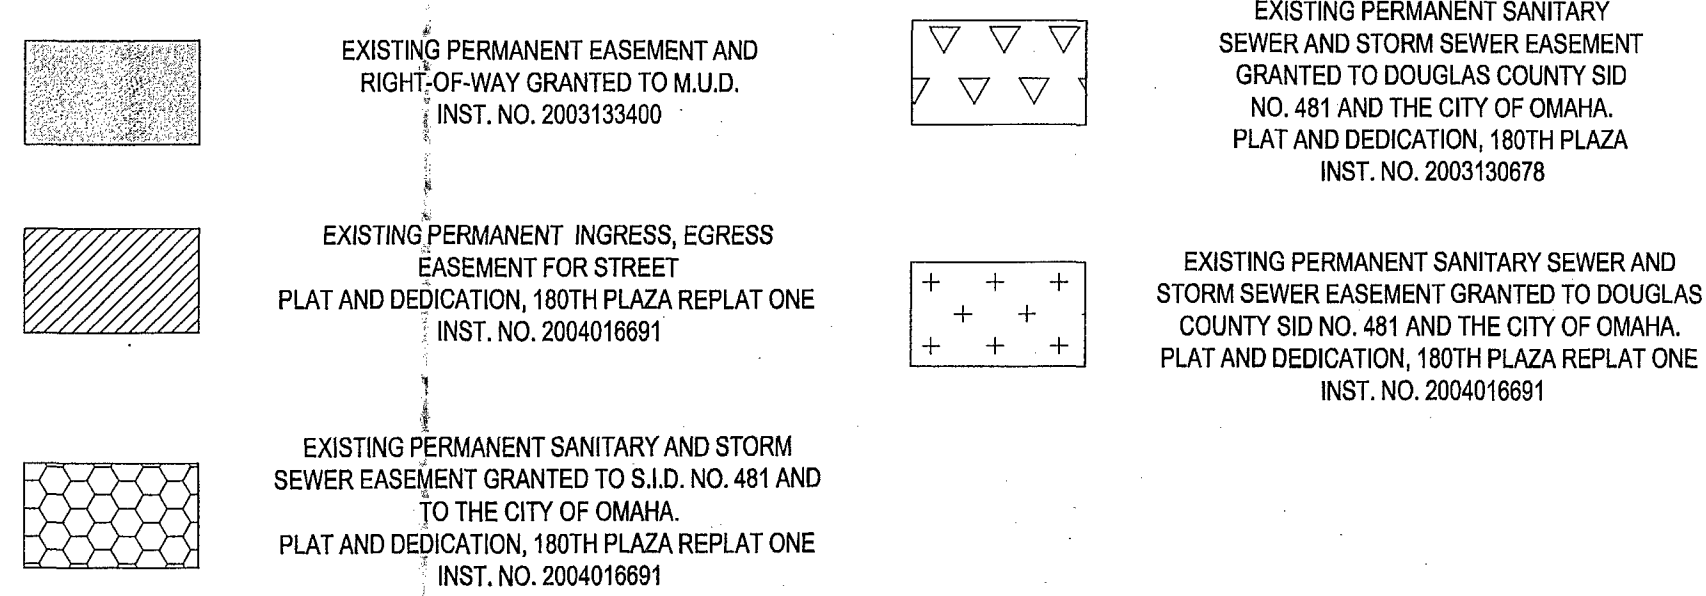 EXISTING PERMANENT EASEMENT AND
RIGHT-OF-WAY GRANTED TO M.U.D.
INST. NO. 2003133400
EXISTING PERMANENT INGRESS, EGRESS
EASEMENT FOR STREET
PLAT AND DEDICATION, 180TH PLAZA REPLAT ONE
INST. NO. 2004016691
EXISTING PERMANENT SANITARY AND STORM
SEWER EASEMENT GRANTED TO S.I.D. NO. 481 AND
TO THE CITY OF OMAHA.
PLAT AND DEDICATION, 180TH PLAZA REPLAT ONE
INST. NO. 2004016691
EXISTING PERMANENT SANITARY
SEWER AND STORM SEWER EASEMENT
GRANTED TO DOUGLAS COUNTY SID
NO. 481 AND THE CITY OF OMAHA.
PLAT AND DEDICATION, 180TH PLAZA
INST. NO. 2003130678
EXISTING PERMANENT SANITARY SEWER AND
STORM SEWER EASEMENT GRANTED TO DOUGLAS
COUNTY SID NO. 481 AND THE CITY OF OMAHA.
PLAT AND DEDICATION, 180TH PLAZA REPLAT ONE
INST. NO. 2004016691